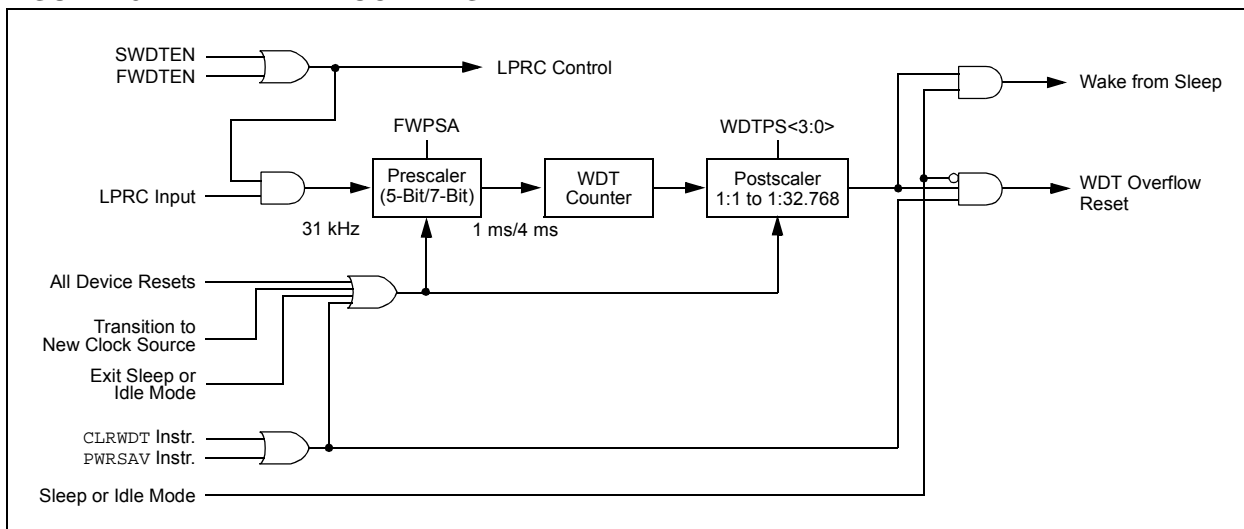 SWDTEN
FWDTEN
LPRC Control
Wake from Sleep
FWPSA
WDTPS<3:0>
LPRC Input
Prescaler
(5-Bit/7-Bit)
WDT
Counter
Postscaler
1:1 to 1:32.768
WDT Overflow
Reset
31 kHz
1 ms/4 ms
All Device Resets
Transition to
New Clock Source
Exit Sleep or
Idle Mode
CLRWDT Instr.
PWRSAV Instr.
Sleep or Idle Mode